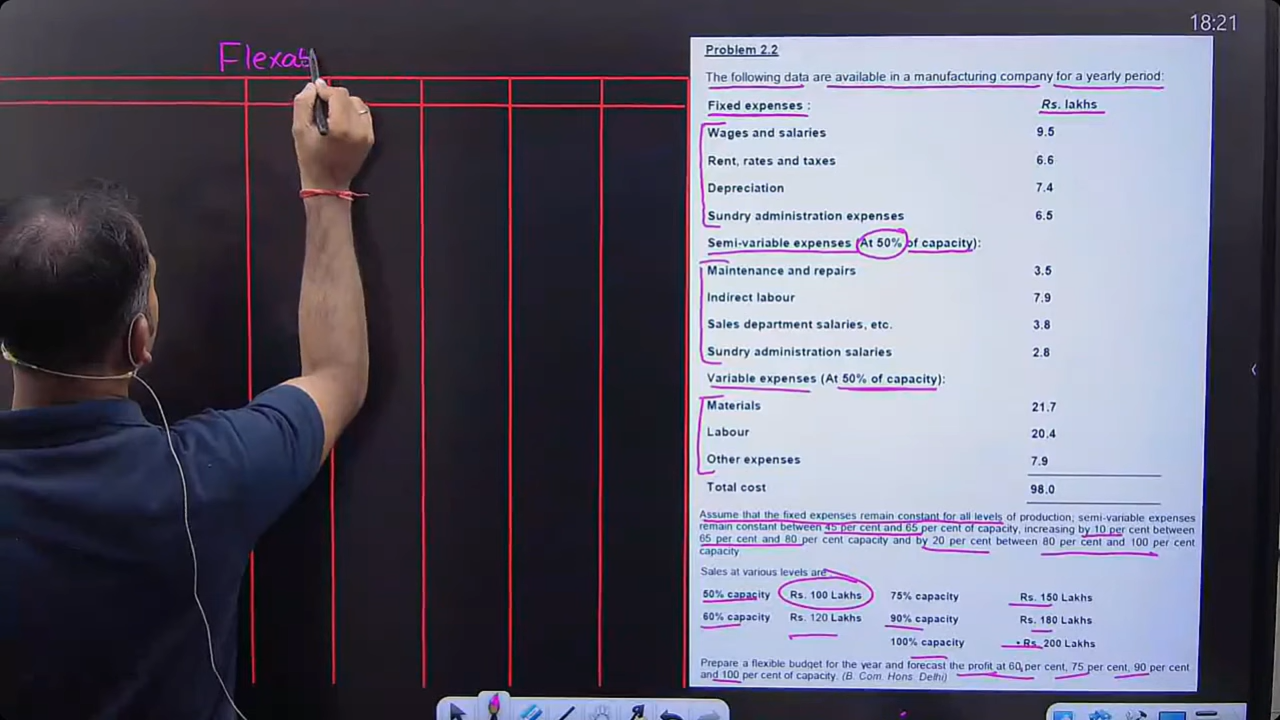 18:21
Flexab
Problem 2.2
The following data are available in a manufacturing company for a yearly period:
Fixed expenses : Rs. lakhs
Wages and salaries 9.5
Rent, rates and taxes 6.6
Depreciation 7.4
Sundry administration expenses 6.5
Semi-variable expenses (At 50% of capacity):
Maintenance and repairs 3.5
Indirect labour 7.9
Sales department salaries, etc. 3.8
Sundry administration salaries 2.8
Variable expenses (At 50% of capacity):
Materials 21.7
Labour 20.4
Other expenses 7.9
Total cost 98.0
Assume that the fixed expenses remain constant for all levels of production; semi-variable expenses
remain constant between 45 per cent and 65 per cent of capacity, increasing by 10 per cent between
65 per cent and 80 per cent capacity and by 20 per cent between 80 per cent and 100 per cent
capacity
Sales at various levels are
50% capacity Rs. 100 Lakhs 75% capacity Rs. 150 Lakhs
60% capacity Rs. 120 Lakhs 90% capacity Rs. 180 Lakhs
100% capacity Rs. 200 Lakhs
Prepare a flexible budget for the year and forecast the profit at 60 per cent, 75 per cent, 90 per cent
and 100 per cent of capacity. (B. Com. Hons. Delhi)